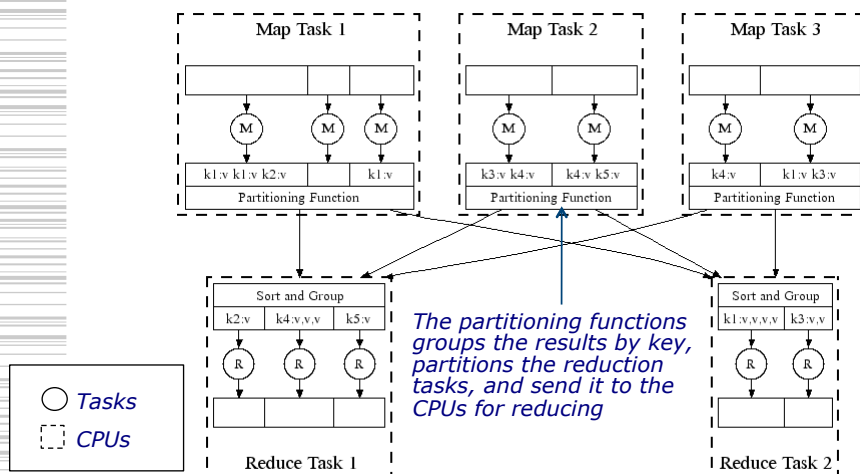 Map Task 1
Map Task 2
Map Task 3
M
M
M
M
M
M
M
k1:v k1:v k2:v
k1:v
k3:v k4:v
k4:v k5:v
k4:v
k1:v k3:v
Partitioning Function
Partitioning Function
Partitioning Function
Sort and Group
k2:v
k4:v,v,v
k5:v
R
R
R
Reduce Task 1
The partitioning functions
groups the results by key,
partitions the reduction
tasks, and send it to the
CPUs for reducing
Sort and Group
k1:v,v,v,v
k3:v,v
R
R
Reduce Task 2
Tasks
CPUs